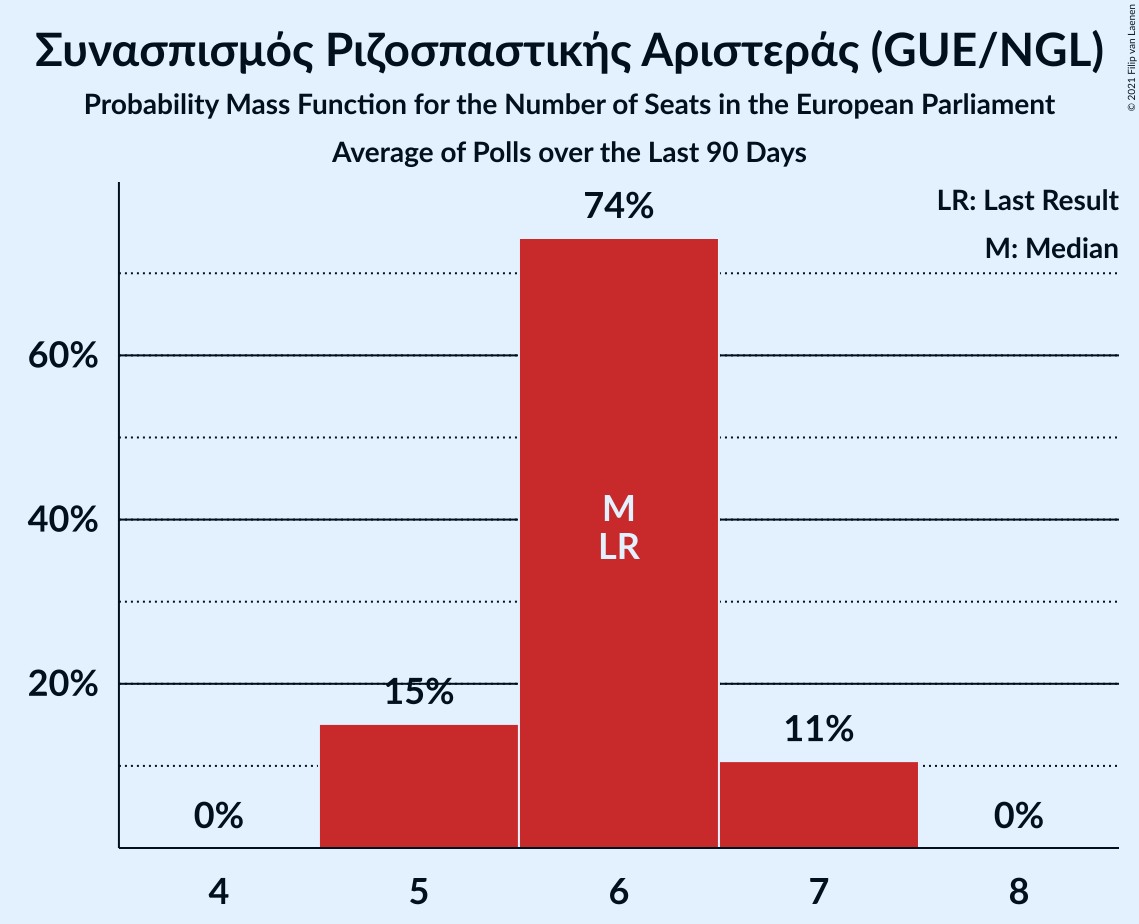 Συνασπισμός Ριζοσπαστικής Αριστεράς (GUE/NGL)
Probability Mass Function for the Number of Seats in the European Parliament
Average of Polls over the Last 90 Days
© 2021 Filip van Laenen
LR: Last Result
M: Median
74%
60%
40%
20%
M
LR
15%
11%
0%
0%
4 5 6 7 8